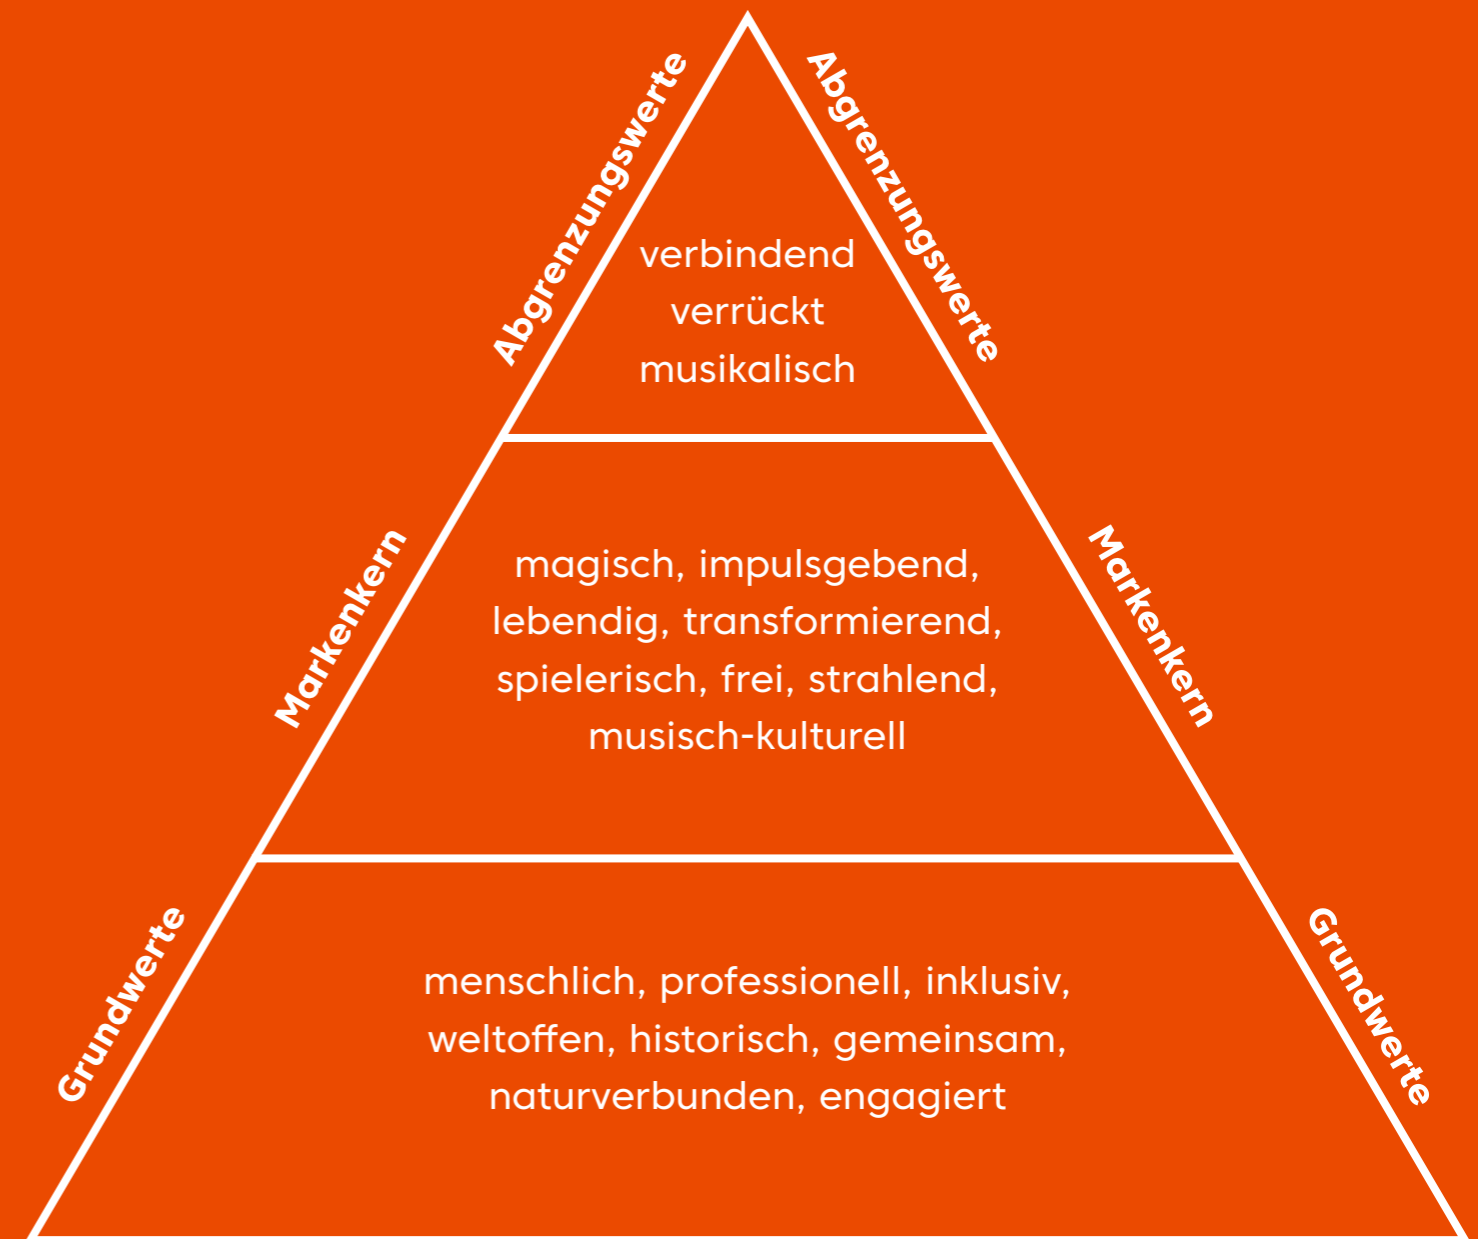 Abgrenzungswerte
Abgrenzungswerte
verbindend
verrückt
musikalisch
Markenkern
Markenkern
magisch, impulsgebend,
lebendig, transformierend,
spielerisch, frei, strahlend,
musisch-kulturell
Grundwerte
Grundwerte
menschlich, professionell, inklusiv,
weltoffen, historisch, gemeinsam,
naturverbunden, engagiert